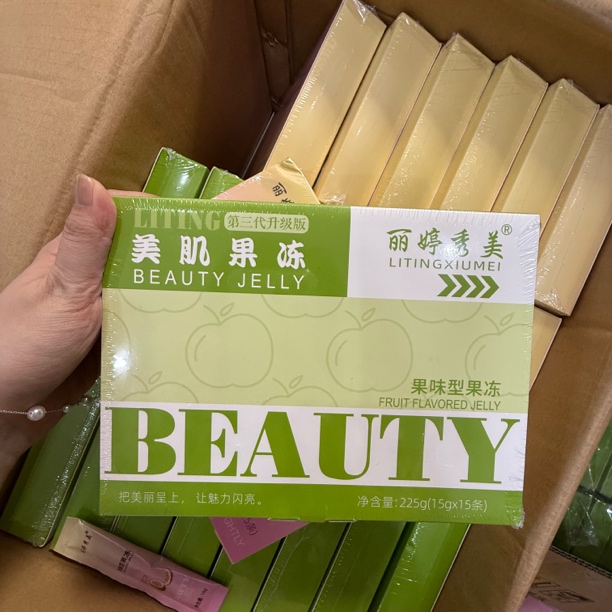 LITING 第三代升级版
美肌果冻
BEAUTY JELLY
丽婷秀美®
LITINGXIUMEI
果味型果冻
FRUIT FLAVORED JELLY
BEAUTY
把美丽呈上，让魅力闪亮。
净含量:225g(15gx15条)